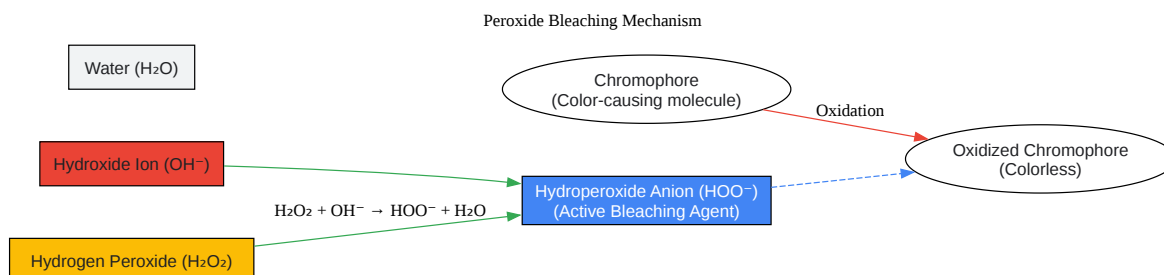 Peroxide Bleaching Mechanism
Water (H₂O)
Chromophore
(Color-causing molecule)
Oxidation
Hydroxide Ion (OH⁻)
Oxidized Chromophore
(Colorless)
Hydroperoxide Anion (HOO⁻)
(Active Bleaching Agent)
H₂O₂ + OH⁻ → HOO⁻ + H₂O
Hydrogen Peroxide (H₂O₂)